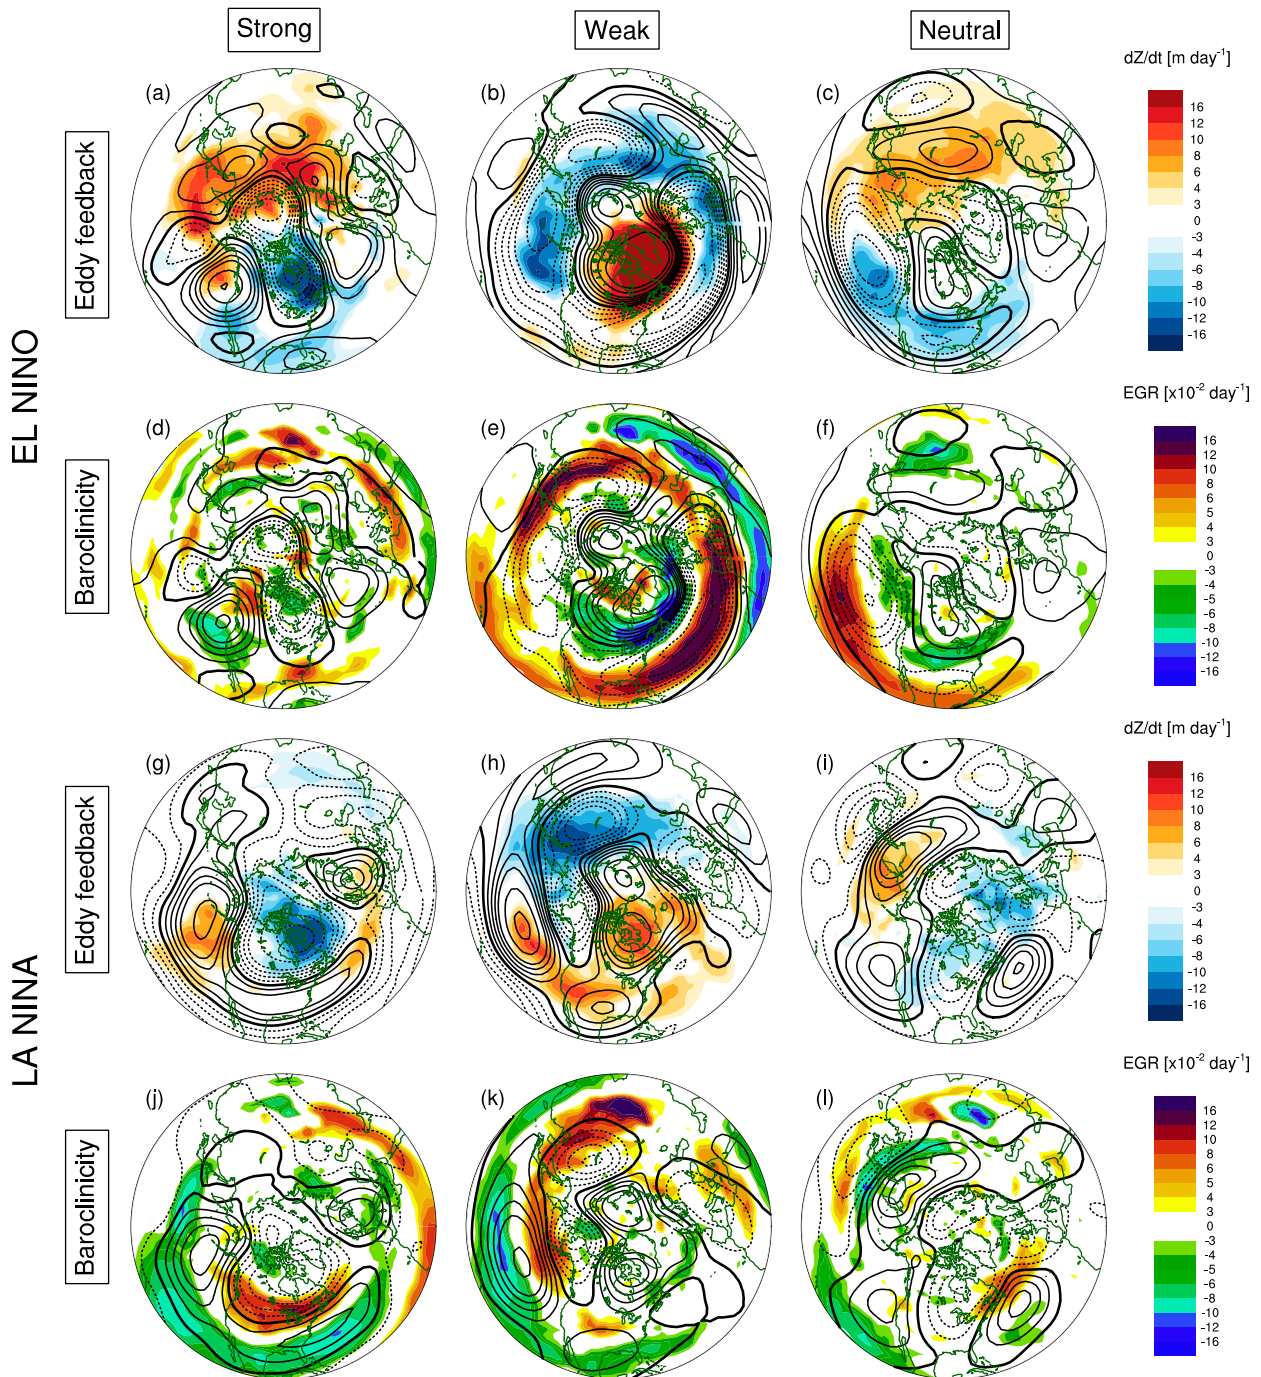 Strong
Weak
Neutral
EL NINO
Eddy feedback
(a)
(b)
(c)
dZ/dt [m day-1]
16
12
10
8
6
4
3
0
-3
-4
-6
-8
-10
-12
-16
Baroclinicity
(d)
(e)
(f)
EGR [x10-2 day-1]
16
12
10
8
6
5
4
3
0
-3
-4
-5
-6
-8
-10
-12
-16
LA NINA
Eddy feedback
(g)
(h)
(i)
dZ/dt [m day-1]
16
12
10
8
6
4
3
0
-3
-4
-6
-8
-10
-12
-16
Baroclinicity
(j)
(k)
(l)
EGR [x10-2 day-1]
16
12
10
8
6
5
4
3
0
-3
-4
-5
-6
-8
-10
-12
-16